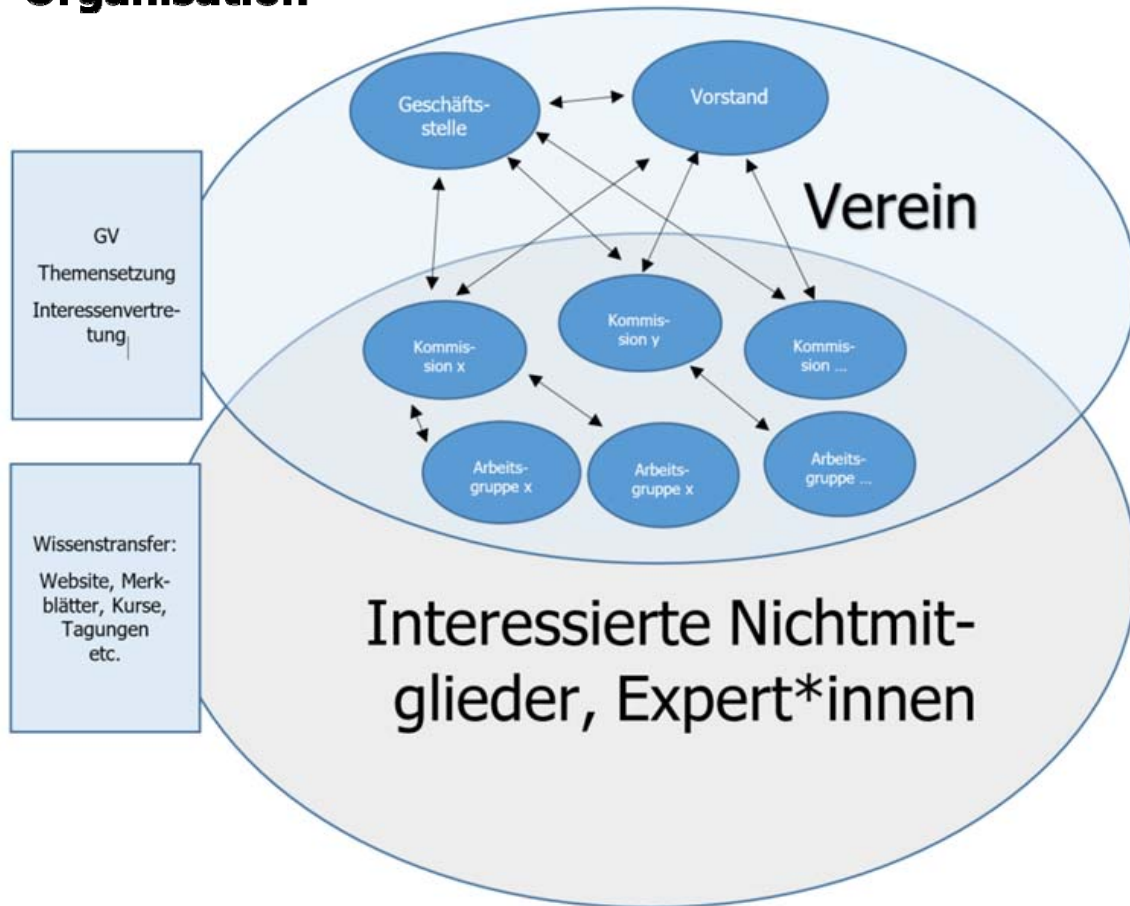 Organisation
Geschäfts-
stelle
Vorstand
Verein
GV
Themensetzung
Interessenvertre-
tung
Kommis-
sion x
Kommis-
sion y
Kommis-
sion ...
Arbeits-
gruppe x
Arbeits-
gruppe x
Arbeits-
gruppe ...
Wissenstransfer:
Website, Merk-
blätter, Kurse,
Tagungen
etc.
Interessierte Nichtmit-
glieder, Expert*innen